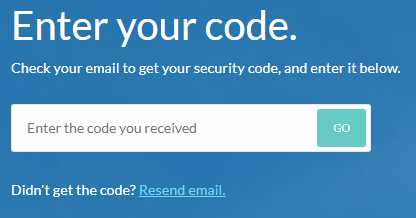 Enter your code.
Check your email to get your security code, and enter it below.
Enter the code you received
GO
Didn't get the code? Resend email.